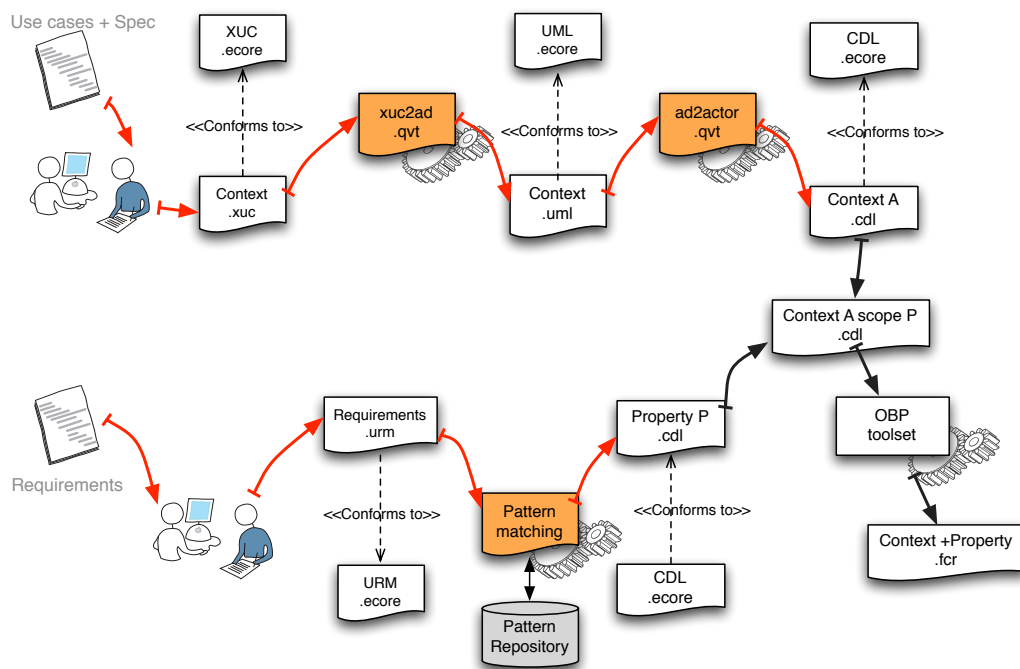 Use cases + Spec
XUC
.ecore
UML
.ecore
CDL
.ecore
xuc2ad
.qvt
ad2actor
.qvt
<<Conforms to>>
<<Conforms to>>
<<Conforms to>>
Context
.xuc
Context
.uml
Context A
.cdl
Context A scope P
.cdl
Requirements
Requirements
.urm
Property P
.cdl
OBP
toolset
<<Conforms to>>
<<Conforms to>>
Pattern
matching
Context +Property
.fcr
URM
.ecore
CDL
.ecore
Pattern
Repository